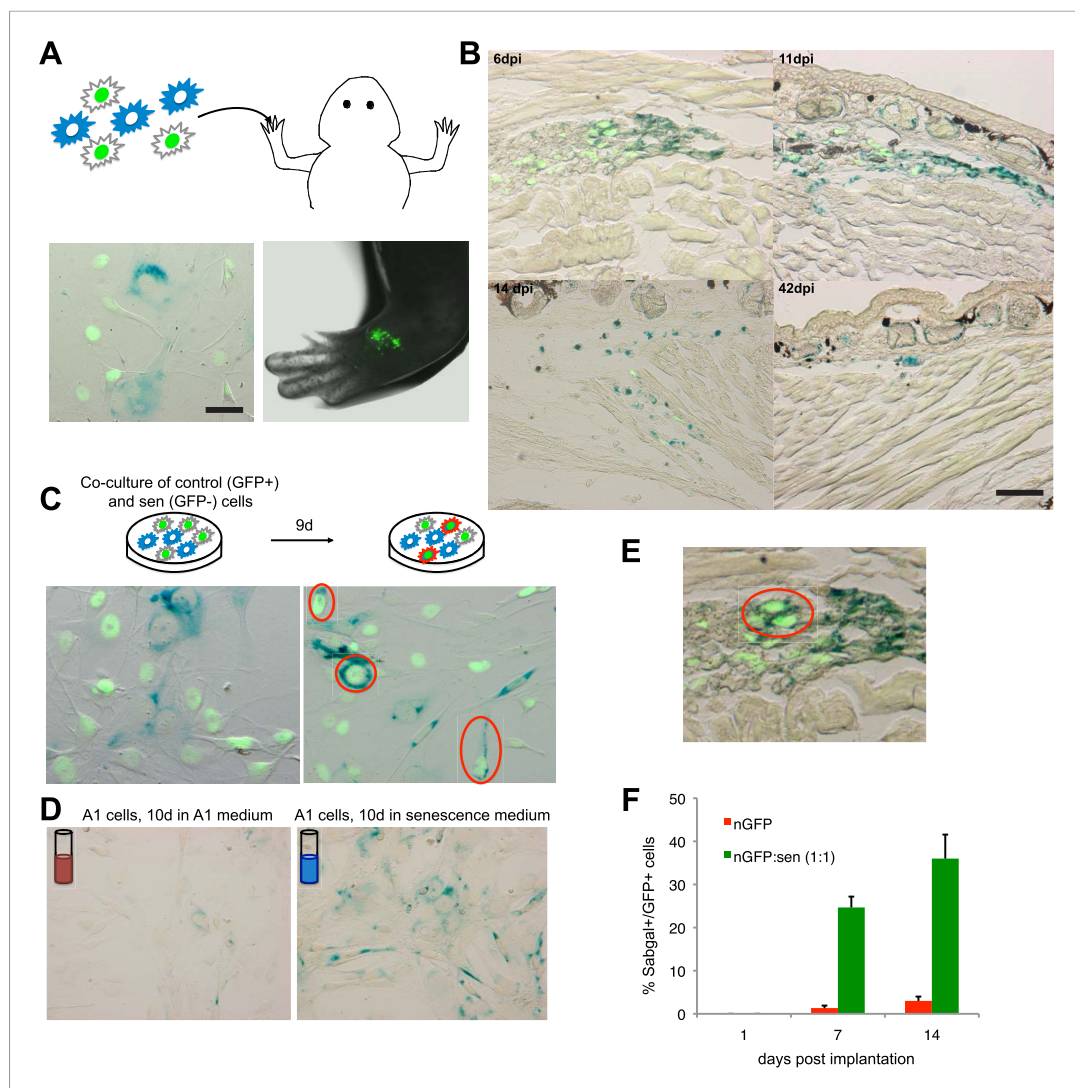 A
B
6dpi
11dpi
14 dpi
42dpi
C
Co-culture of control (GFP+)
and sen (GFP-) cells
9d
E
D
A1 cells, 10d in A1 medium
A1 cells, 10d in senescence medium
F
50
40
30
20
10
0
% Sabgal+/GFP+ cells
nGFP
nGFP:sen (1:1)
1
7
14
days post implantation